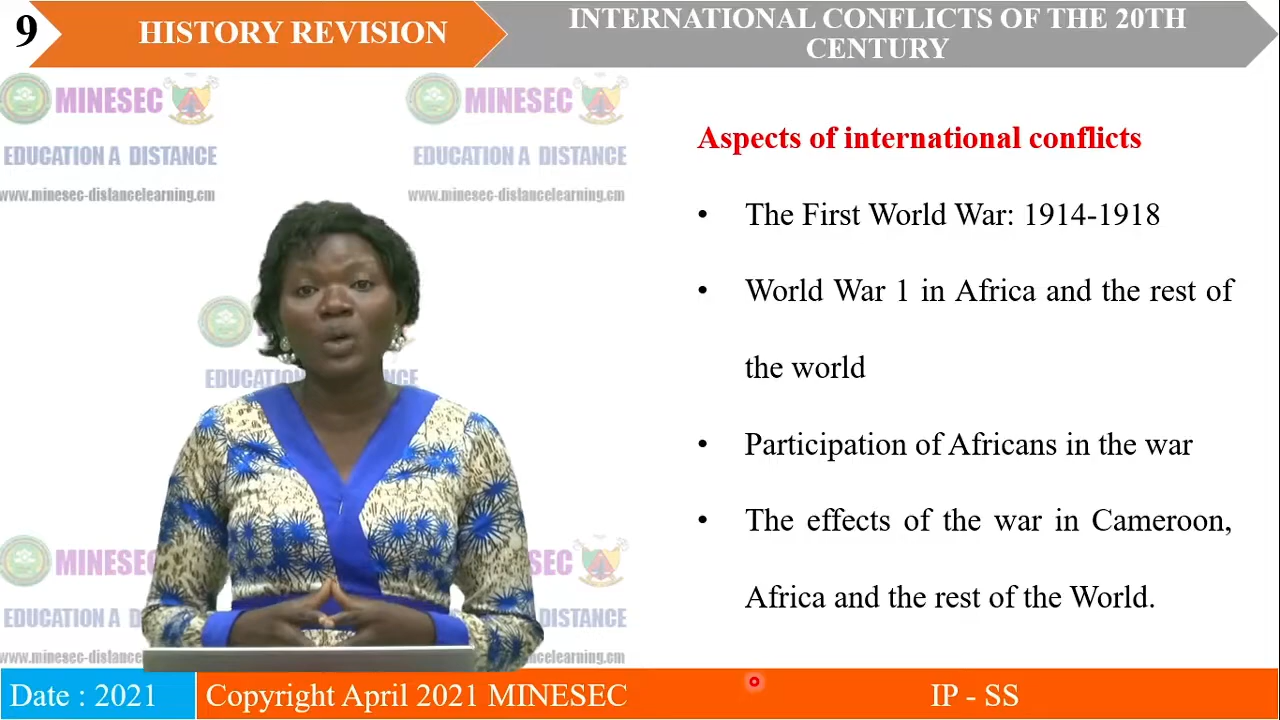 9
HISTORY REVISION
INTERNATIONAL CONFLICTS OF THE 20TH
CENTURY
MINESEC
MINESEC
EDUCATION A DISTANCE
EDUCATION A DISTANCE
www.minesec-distancelearning.cm
www.minesec-distancelearning.cm
Aspects of international conflicts
• The First World War: 1914-1918
• World War 1 in Africa and the rest of
the world
• Participation of Africans in the war
• The effects of the war in Cameroon,
Africa and the rest of the World.
Date : 2021
Copyright April 2021 MINESEC
IP - SS